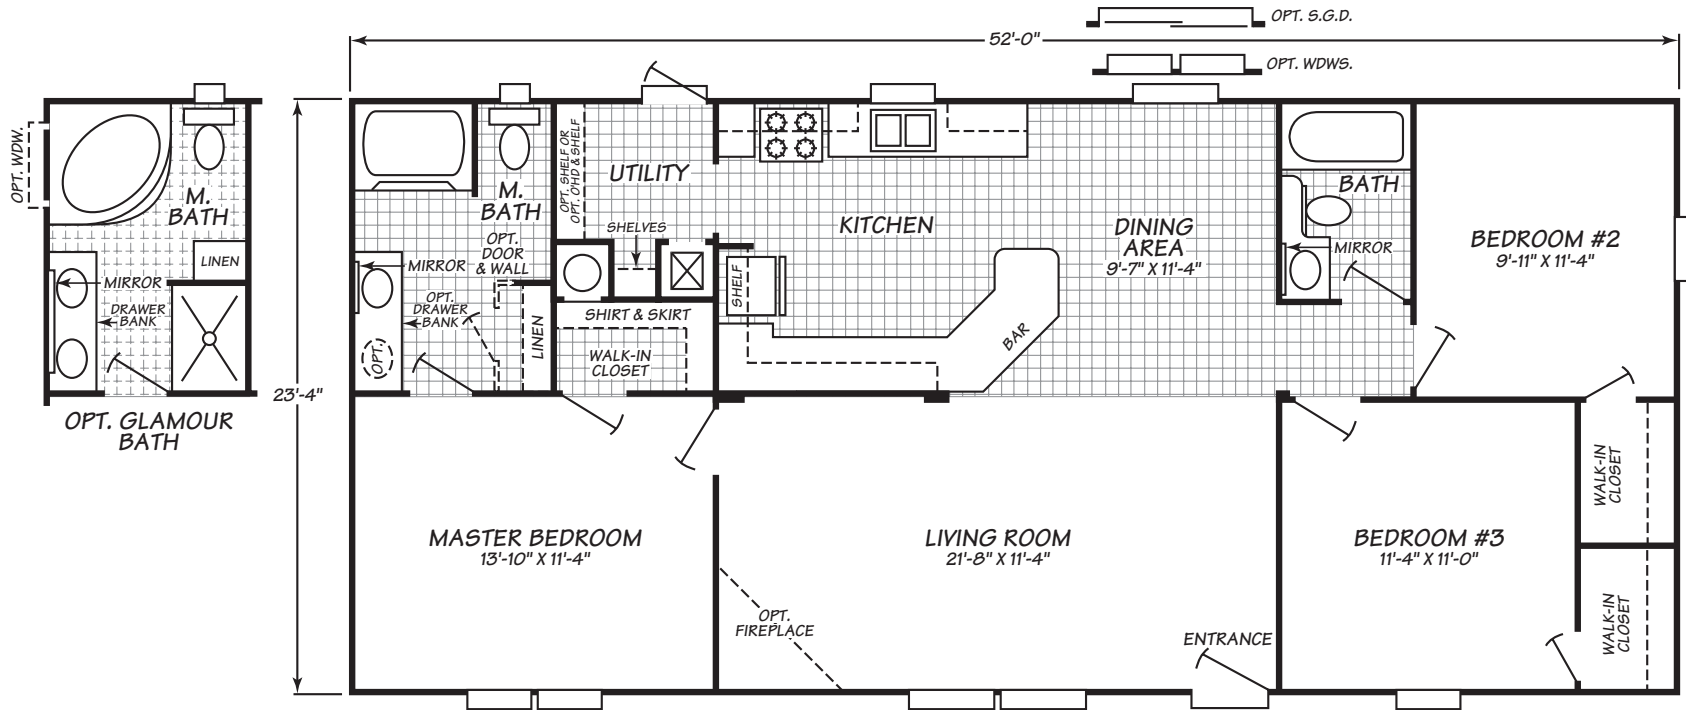 OPT. S.G.D.
52'-0"
OPT. WDWS.
OPT. WDW.
M.
BATH
LINEN
MIRROR
DRAWER
BANK
OPT. GLAMOUR
BATH
23'-4"
M.
BATH
OPT.
DOOR
& WALL
MIRROR
OPT.
DRAWER
BANK
OPT.
LINEN
OPT. SHELF OR
OPT. O'HD & SHELF
UTILITY
SHELVES
SHIRT & SKIRT
WALK-IN
CLOSET
SHELF
KITCHEN
BAR
DINING
AREA
9'-7" X 11'-4"
BATH
MIRROR
BEDROOM #2
9'-11" X 11'-4"
MASTER BEDROOM
13'-10" X 11'-4"
LIVING ROOM
21'-8" X 11'-4"
OPT.
FIREPLACE
ENTRANCE
BEDROOM #3
11'-4" X 11'-0"
WALK-IN
CLOSET
WALK-IN
CLOSET